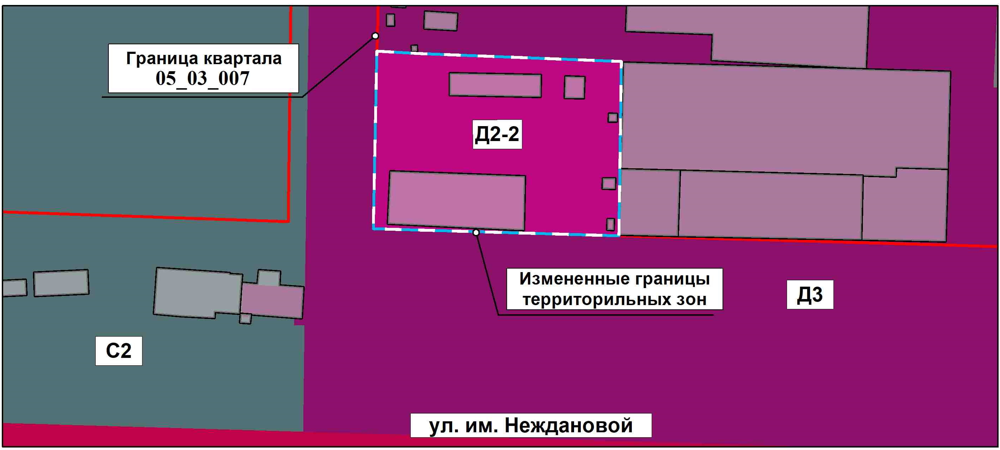 Граница квартала
05_03_007
Д2-2
Измененные границы
территорильных зон
Д3
С2
ул. им. Неждановой